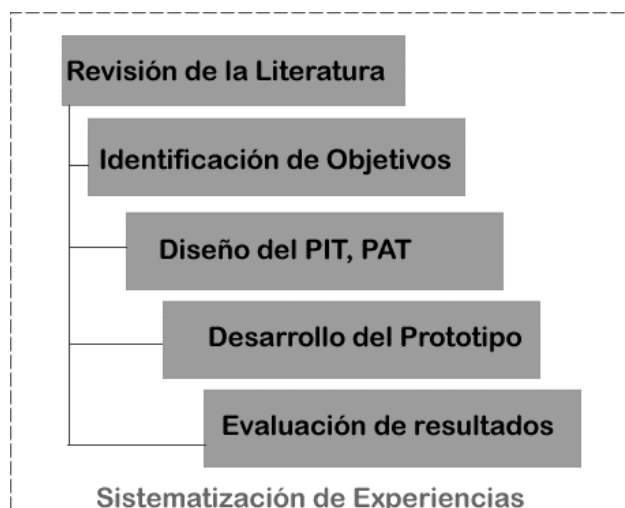 Revisión de la Literatura
Identificación de Objetivos
Diseño del PIT, PAT
Desarrollo del Prototipo
Evaluación de resultados
Sistematización de Experiencias